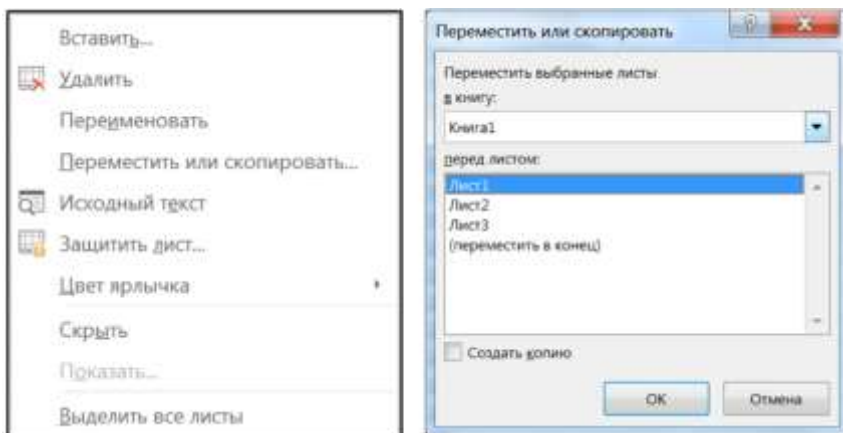 Вставить...
Удалить
Переименовать
Переместить или скопировать...
Исходный текст
Защитить лист...
Цвет ярлычка
Скрыть
Показать...
Выделить все листы
Переместить или скопировать
Переместить выбранные листы
в книгу:
Книга1
перед листом:
Лист1
Лист2
Лист3
(переместить в конец)
Создать копию
ОК
Отмена